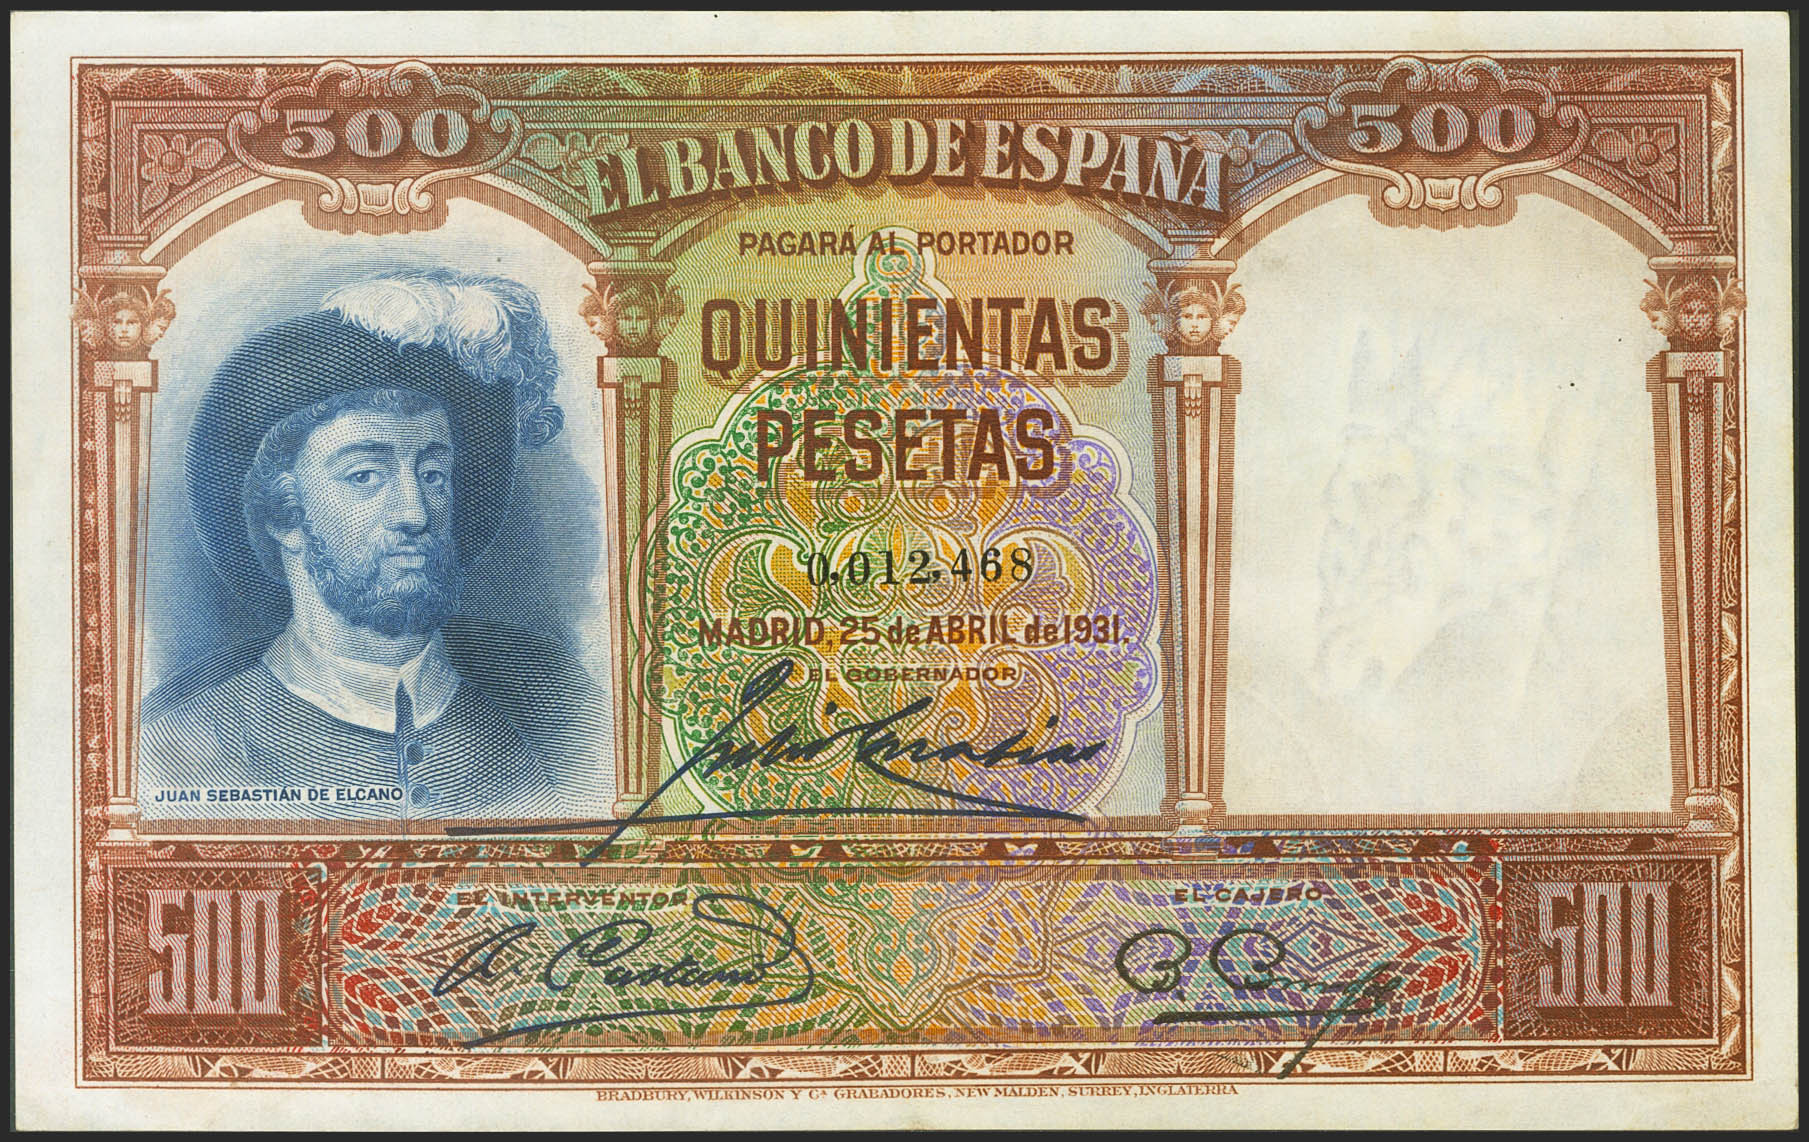 500
500
EL BANCO DE ESPAÑA
PAGARÁ AL PORTADOR
QUINIENTAS
PESETAS
0,012,468
MADRID, 25 de ABRIL de 1931.
EL GOBERNADOR
Julio Carabias
JUAN SEBASTIÁN DE ELCANO
EL INTERVENTOR
EL CAJERO
500
500
BRADBURY, WILKINSON Y Cª GRABADORES, NEW MALDEN, SURREY, INGLATERRA